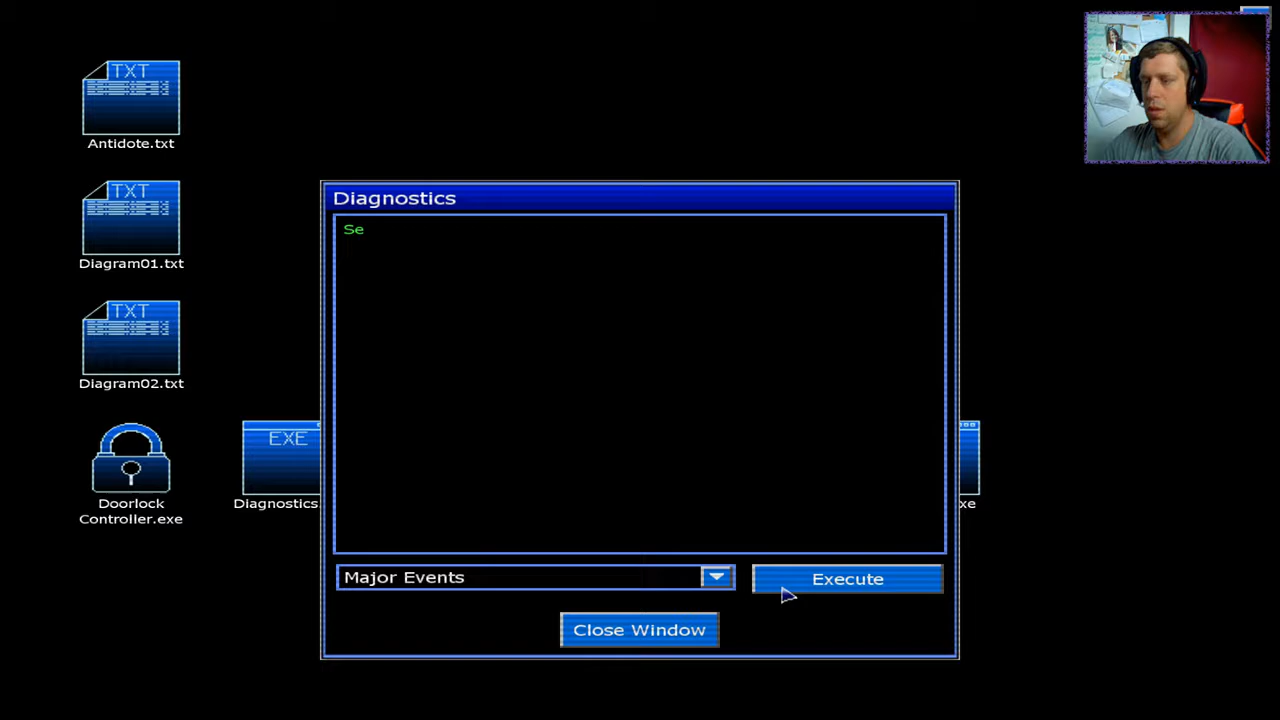 TXT
Antidote.txt
TXT
Diagram01.txt
TXT
Diagram02.txt
Doorlock
Controller.exe
EXE
Diagnostics
Diagnostics
Se
Major Events
Execute
Close Window
xe